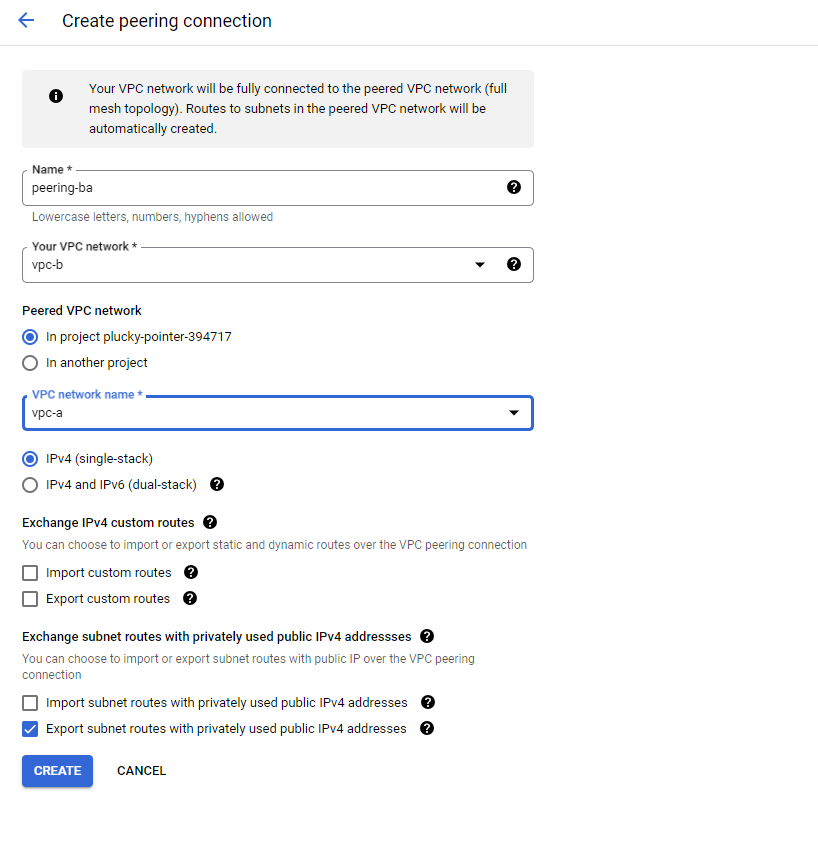 Create peering connection
Your VPC network will be fully connected to the peered VPC network (full
mesh topology). Routes to subnets in the peered VPC network will be
automatically created.
Name *
peering-ba
Lowercase letters, numbers, hyphens allowed
Your VPC network *
vpc-b
Peered VPC network
In project plucky-pointer-394717
In another project
VPC network name *
vpc-a
IPv4 (single-stack)
IPv4 and IPv6 (dual-stack)
Exchange IPv4 custom routes
You can choose to import or export static and dynamic routes over the VPC peering connection
Import custom routes
Export custom routes
Exchange subnet routes with privately used public IPv4 addressses
You can choose to import or export subnet routes with public IP over the VPC peering
connection
Import subnet routes with privately used public IPv4 addresses
Export subnet routes with privately used public IPv4 addresses
CREATE CANCEL